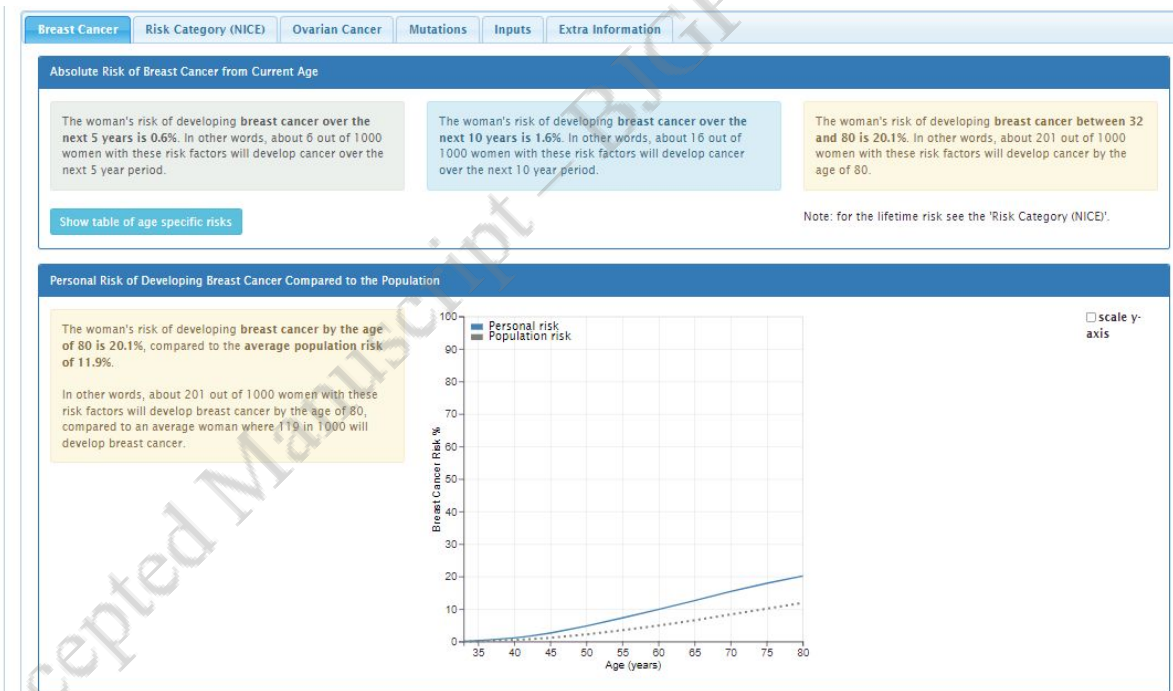 Breast Cancer
Risk Category (NICE)
Ovarian Cancer
Mutations
Inputs
Extra Information
Absolute Risk of Breast Cancer from Current Age
The woman's risk of developing breast cancer over the
next 5 years is 0.6%. In other words, about 6 out of 1000
women with these risk factors will develop cancer over the
next 5 year period.
The woman's risk of developing breast cancer over the
next 10 years is 1.6%. In other words, about 16 out of
1000 women with these risk factors will develop cancer
over the next 10 year period.
The woman's risk of developing breast cancer between 32
and 80 is 20.1%. In other words, about 201 out of 1000
women with these risk factors will develop cancer by the
age of 80.
Show table of age specific risks
Note: for the lifetime risk see the 'Risk Category (NICE)'.
Personal Risk of Developing Breast Cancer Compared to the Population
The woman's risk of developing breast cancer by the age
of 80 is 20.1%, compared to the average population risk
of 11.9%.
In other words, about 201 out of 1000 women with these
risk factors will develop breast cancer by the age of 80,
compared to an average woman where 119 in 1000 will
develop breast cancer.
Personal risk
Population risk
100
90
80
70
60
50
40
30
20
10
0
Breast Cancer Risk %
35 40 45 50 55 60 65 70 75 80
Age (years)
scale y-
axis
cepted Manuscript – BJGP